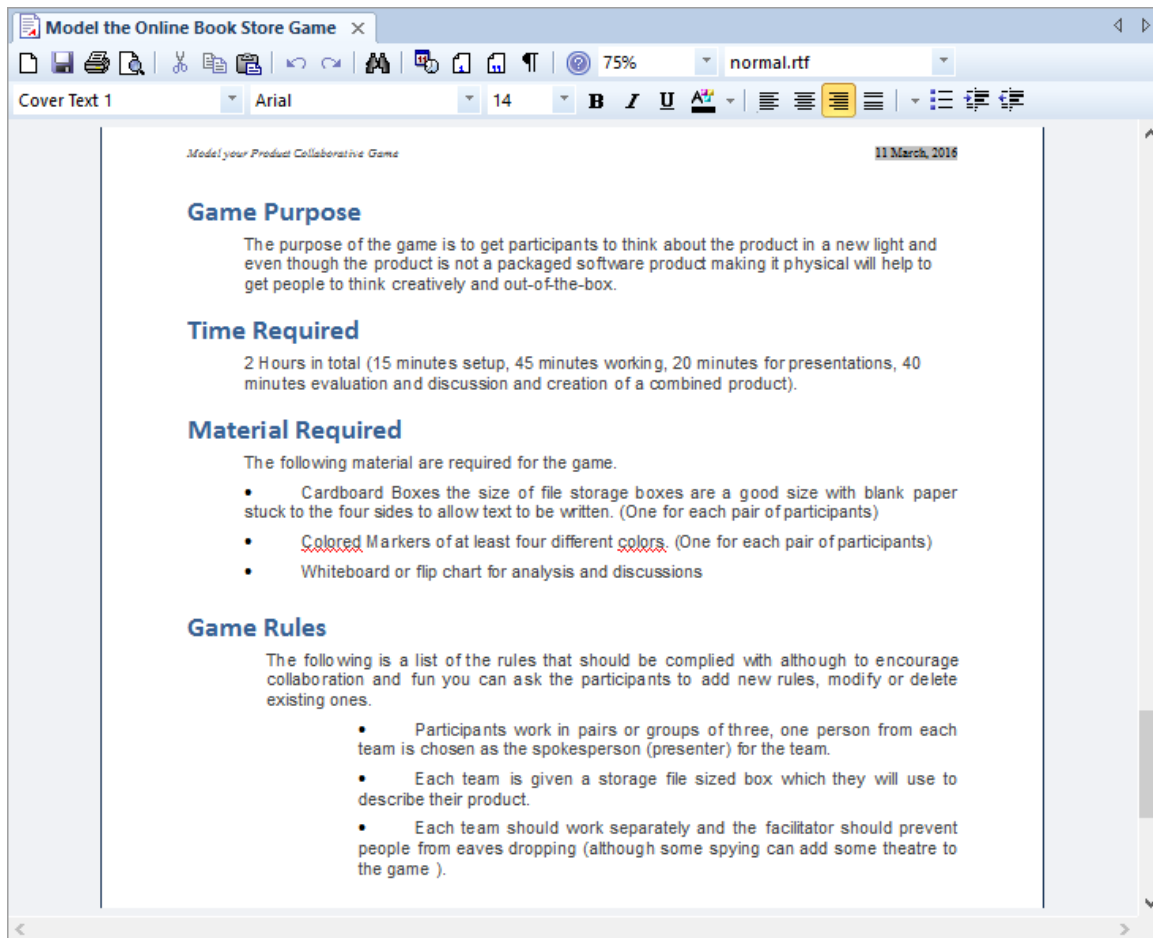 Model the Online Book Store Game
75% normal.rtf
Cover Text 1 Arial 14 B I U A
Model your Product Collaborative Game 11 March, 2016
Game Purpose
The purpose of the game is to get participants to think about the product in a new light and
even though the product is not a packaged software product making it physical will help to
get people to think creatively and out-of-the-box.
Time Required
2 Hours in total (15 minutes setup, 45 minutes working, 20 minutes for presentations, 40
minutes evaluation and discussion and creation of a combined product).
Material Required
The following material are required for the game.
• Cardboard Boxes the size of file storage boxes are a good size with blank paper
stuck to the four sides to allow text to be written. (One for each pair of participants)
• Colored Markers of at least four different colors. (One for each pair of participants)
• Whiteboard or flip chart for analysis and discussions
Game Rules
The following is a list of the rules that should be complied with although to encourage
collaboration and fun you can ask the participants to add new rules, modify or delete
existing ones.
• Participants work in pairs or groups of three, one person from each
team is chosen as the spokesperson (presenter) for the team.
• Each team is given a storage file sized box which they will use to
describe their product.
• Each team should work separately and the facilitator should prevent
people from eaves dropping (although some spying can add some theatre to
the game ).